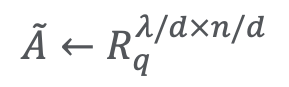 Ã ← R_q^{λ/d×n/d}